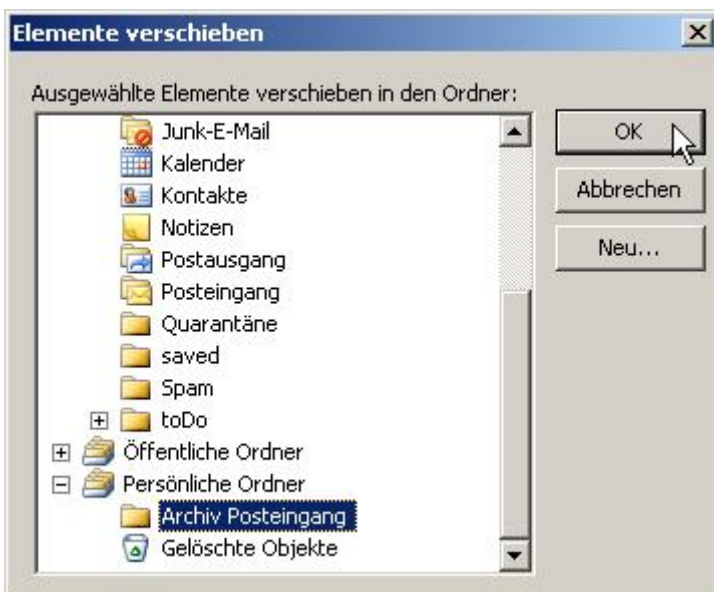 Elemente verschieben
Ausgewählte Elemente verschieben in den Ordner:
Junk-E-Mail
Kalender
Kontakte
Notizen
Postausgang
Posteingang
Quarantäne
saved
Spam
toDo
Öffentliche Ordner
Persönliche Ordner
Archiv Posteingang
Gelöschte Objekte
OK
Abbrechen
Neu...